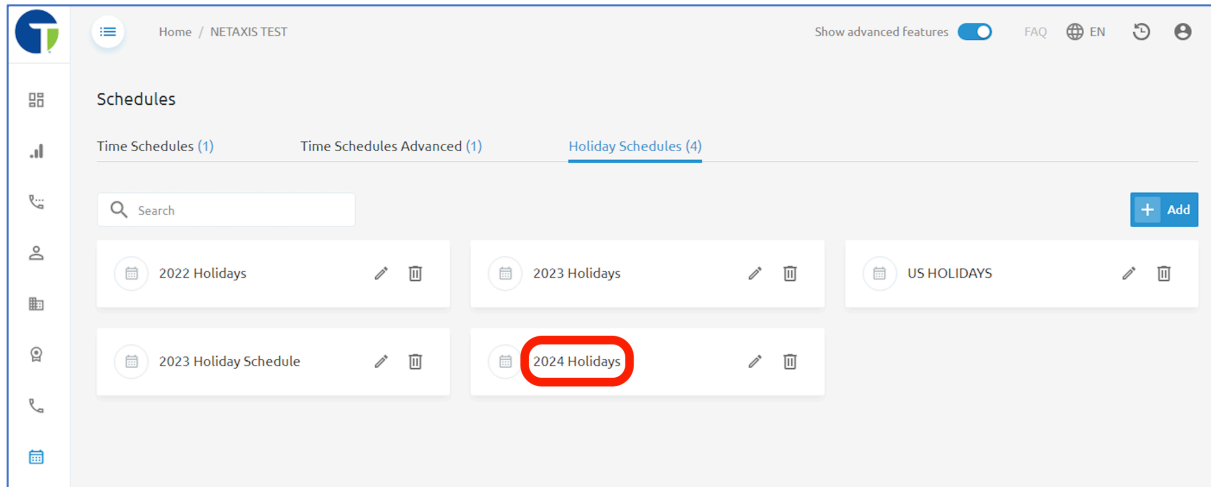 Home / NETAXIS TEST
Show advanced features
FAQ
EN
Schedules
Time Schedules (1)
Time Schedules Advanced (1)
Holiday Schedules (4)
Search
+ Add
2022 Holidays
2023 Holidays
US HOLIDAYS
2023 Holiday Schedule
2024 Holidays